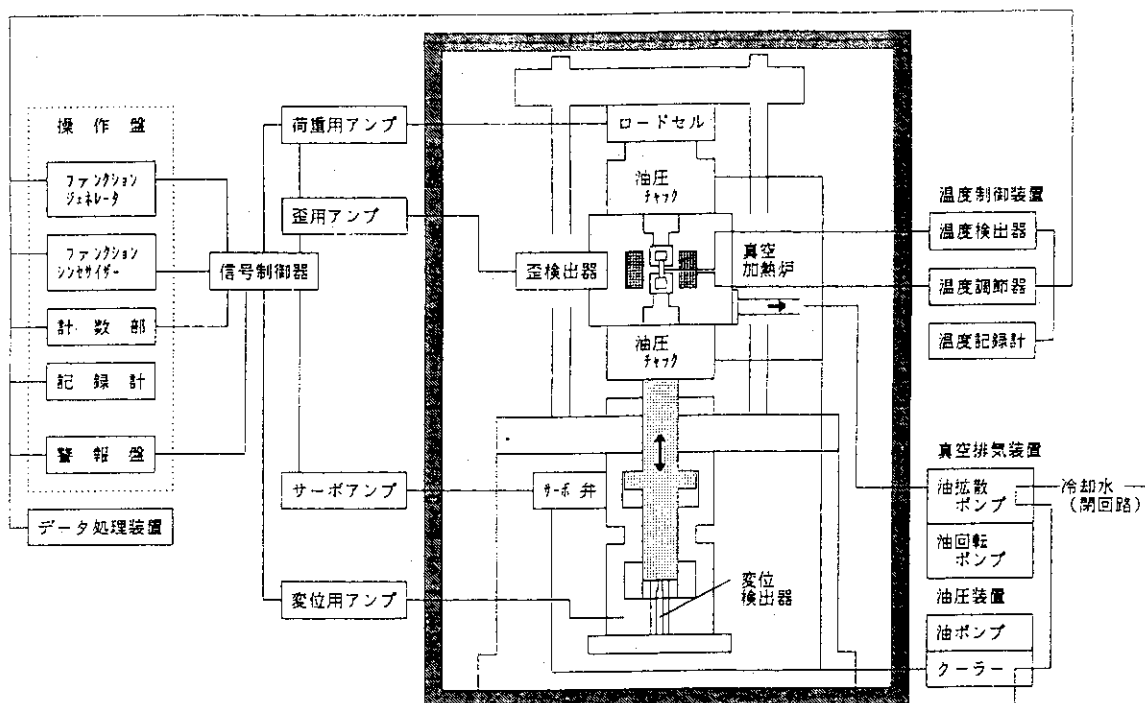 操作盤
ファンクション
ジェネレータ
ファンクション
シンセサイザー
計数部
記録計
警報盤
データ処理装置
信号制御器
荷重用アンプ
歪用アンプ
サーボアンプ
変位用アンプ
ロードセル
油圧
チャック
歪検出器
真空
加熱炉
油圧
チャック
サーボ弁
変位
検出器
温度制御装置
温度検出器
温度調節器
温度記録計
真空排気装置
油拡散
ポンプ
冷却水
(閉回路)
油回転
ポンプ
油圧装置
油ポンプ
クーラー